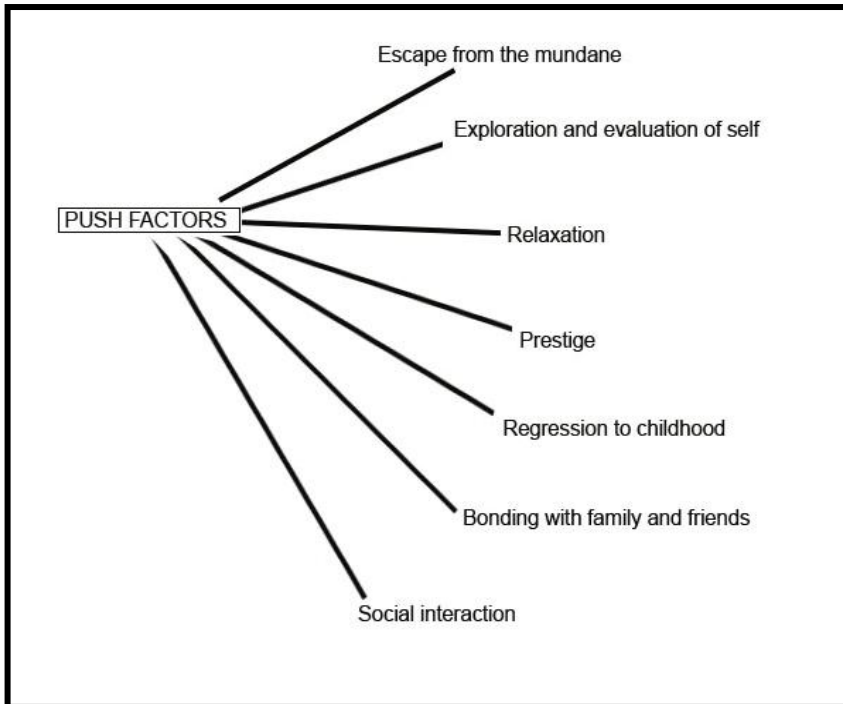 Escape from the mundane
Exploration and evaluation of self
PUSH FACTORS
Relaxation
Prestige
Regression to childhood
Bonding with family and friends
Social interaction